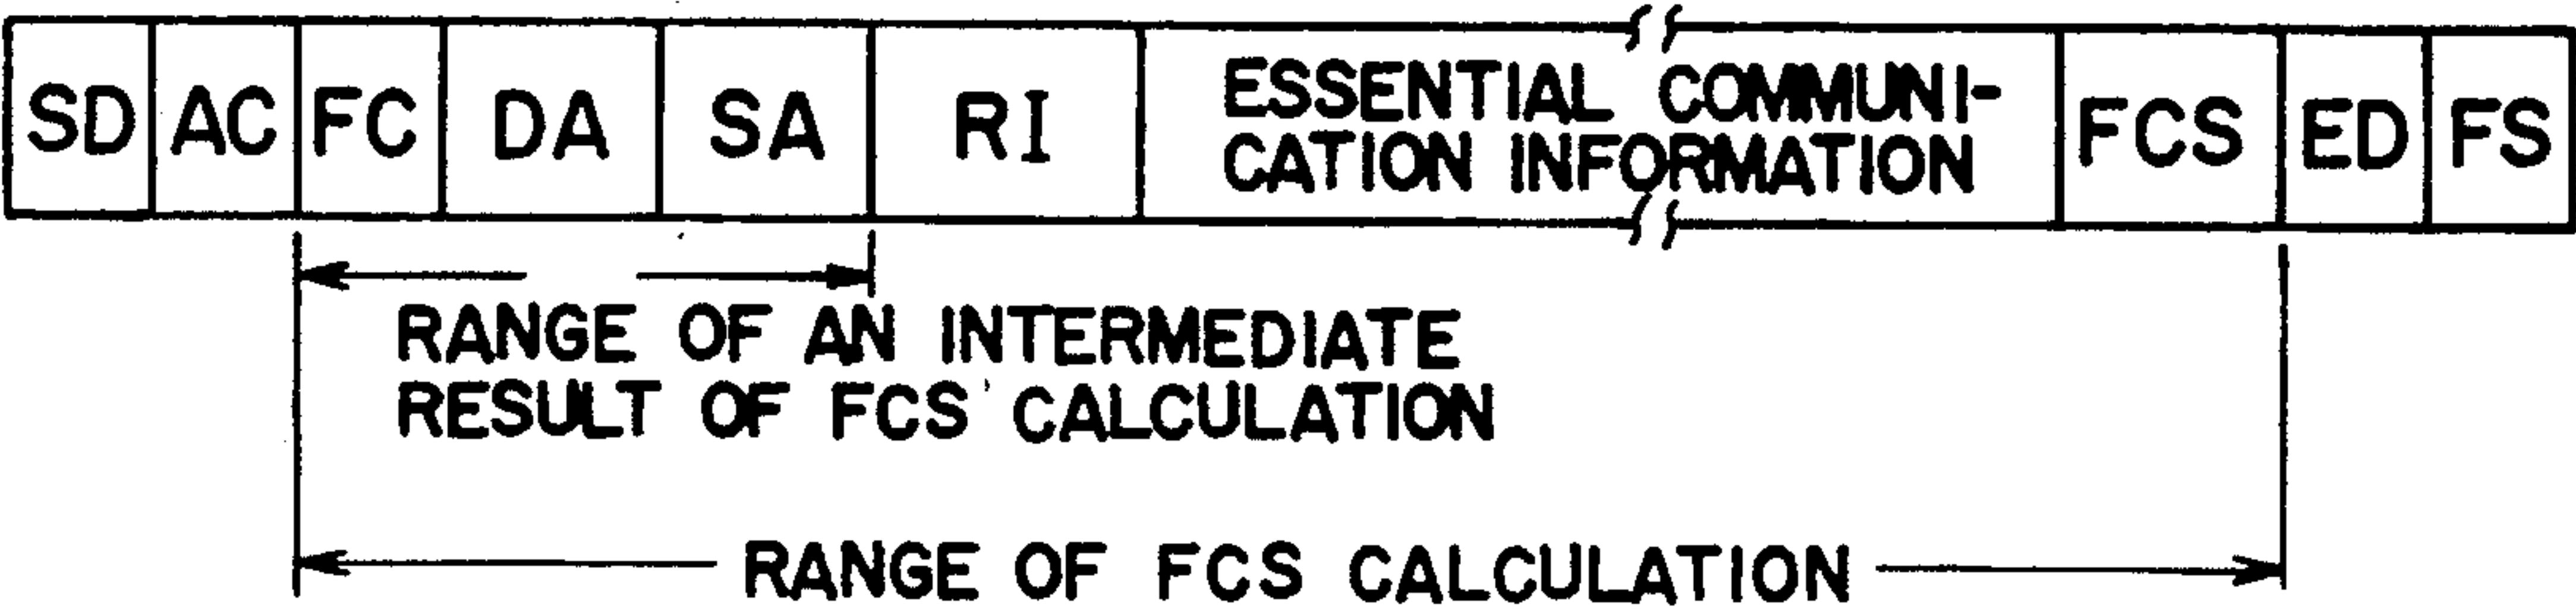 SD AC FC DA SA RI ESSENTIAL COMMUNI-
CATION INFORMATION FCS ED FS
RANGE OF AN INTERMEDIATE
RESULT OF FCS CALCULATION
RANGE OF FCS CALCULATION